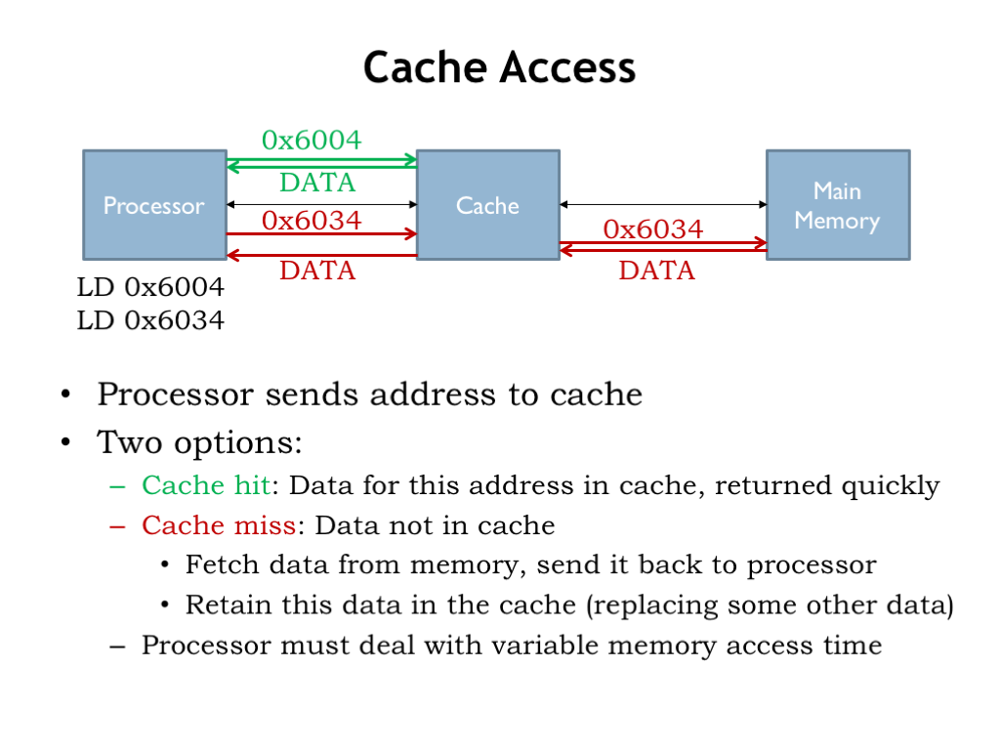 Cache Access
0x6004
DATA
Processor
Cache
Main
Memory
0x6034
DATA
0x6034
DATA
LD 0x6004
LD 0x6034
• Processor sends address to cache
• Two options:
– Cache hit: Data for this address in cache, returned quickly
– Cache miss: Data not in cache
• Fetch data from memory, send it back to processor
• Retain this data in the cache (replacing some other data)
– Processor must deal with variable memory access time